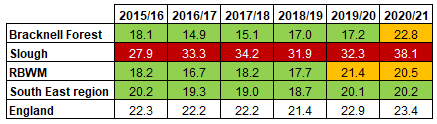 2015/16 2016/17 2017/18 2018/19 2019/20 2020/21
Bracknell Forest 18.1 14.9 15.1 17.0 17.2 22.8
Slough 27.9 33.3 34.2 31.9 32.3 38.1
RBWM 18.2 16.7 18.2 17.7 21.4 20.5
South East region 20.2 19.3 19.0 18.7 20.1 20.2
England 22.3 22.2 22.2 21.4 22.9 23.4